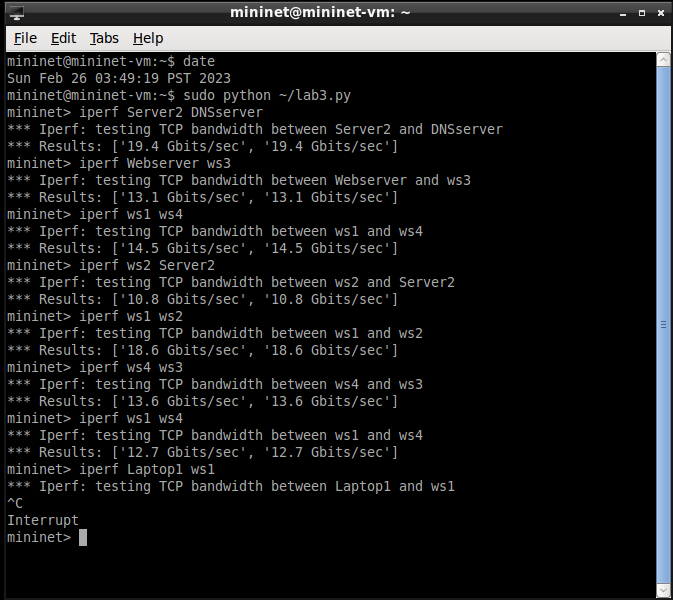 mininet@mininet-vm: ~
File Edit Tabs Help
mininet@mininet-vm:~$ date
Sun Feb 26 03:49:19 PST 2023
mininet@mininet-vm:~$ sudo python ~/lab3.py
mininet> iperf Server2 DNSserver
*** Iperf: testing TCP bandwidth between Server2 and DNSserver
*** Results: ['19.4 Gbits/sec', '19.4 Gbits/sec']
mininet> iperf Webserver ws3
*** Iperf: testing TCP bandwidth between Webserver and ws3
*** Results: ['13.1 Gbits/sec', '13.1 Gbits/sec']
mininet> iperf ws1 ws4
*** Iperf: testing TCP bandwidth between ws1 and ws4
*** Results: ['14.5 Gbits/sec', '14.5 Gbits/sec']
mininet> iperf ws2 Server2
*** Iperf: testing TCP bandwidth between ws2 and Server2
*** Results: ['10.8 Gbits/sec', '10.8 Gbits/sec']
mininet> iperf ws1 ws2
*** Iperf: testing TCP bandwidth between ws1 and ws2
*** Results: ['18.6 Gbits/sec', '18.6 Gbits/sec']
mininet> iperf ws4 ws3
*** Iperf: testing TCP bandwidth between ws4 and ws3
*** Results: ['13.6 Gbits/sec', '13.6 Gbits/sec']
mininet> iperf ws1 ws4
*** Iperf: testing TCP bandwidth between ws1 and ws4
*** Results: ['12.7 Gbits/sec', '12.7 Gbits/sec']
mininet> iperf Laptop1 ws1
*** Iperf: testing TCP bandwidth between Laptop1 and ws1
^C
Interrupt
mininet>